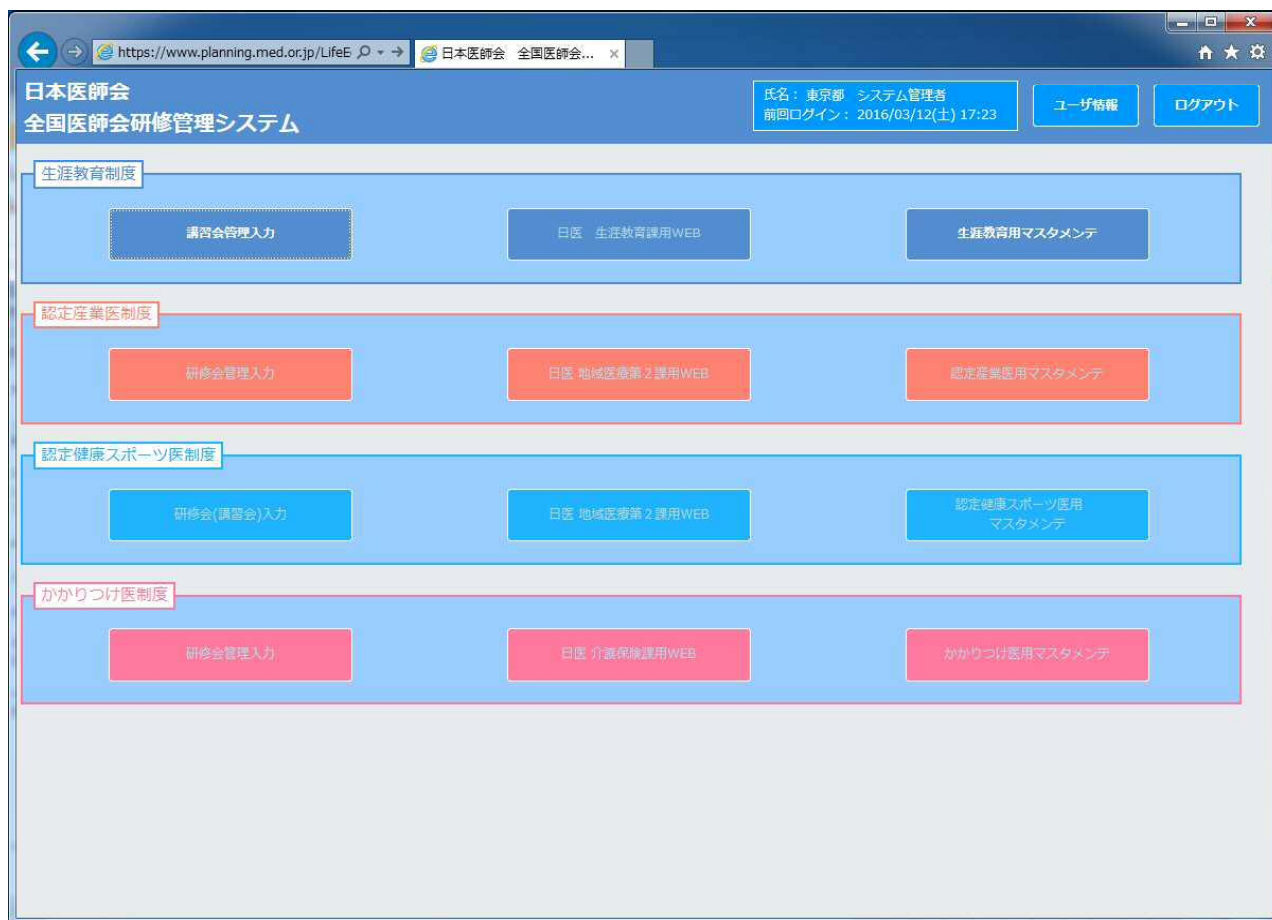 https://www.planning.med.or.jp/LifeE
日本医師会　全国医師会...
日本医師会
全国医師会研修管理システム
氏名： 東京都　システム管理者
前回ログイン： 2016/03/12(土) 17:23
ユーザ情報
ログアウト
生涯教育制度
講習会管理入力
日医　生涯教育課用WEB
生涯教育用マスタメンテ
認定産業医制度
研修会管理入力
日医 地域医療第２課用WEB
認定産業医用マスタメンテ
認定健康スポーツ医制度
研修会(講習会)入力
日医 地域医療第２課用WEB
認定健康スポーツ医用
マスタメンテ
かかりつけ医制度
研修会管理入力
日医 介護保険課用WEB
かかりつけ医用マスタメンテ